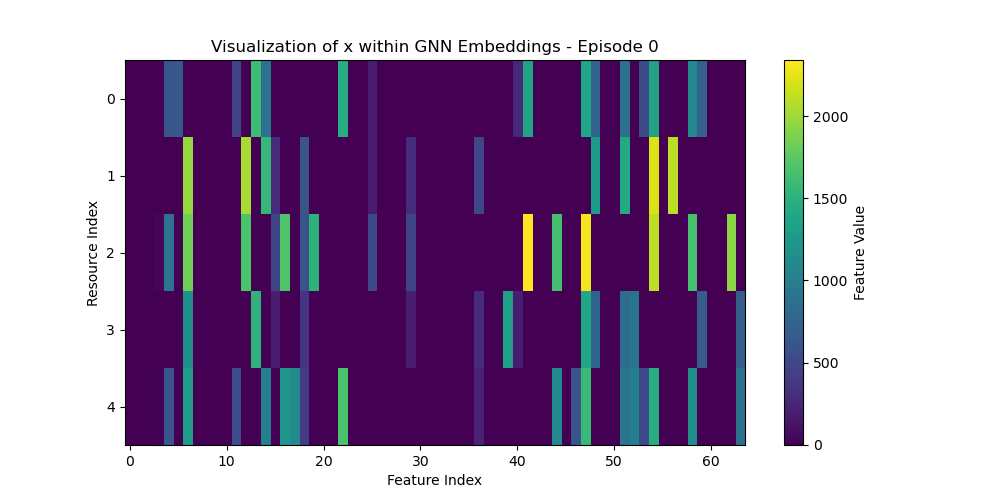 Visualization of x within GNN Embeddings - Episode 0
Resource Index
0
1
2
3
4
0 10 20 30 40 50 60
Feature Index
2000
1500
1000
500
0
Feature Value